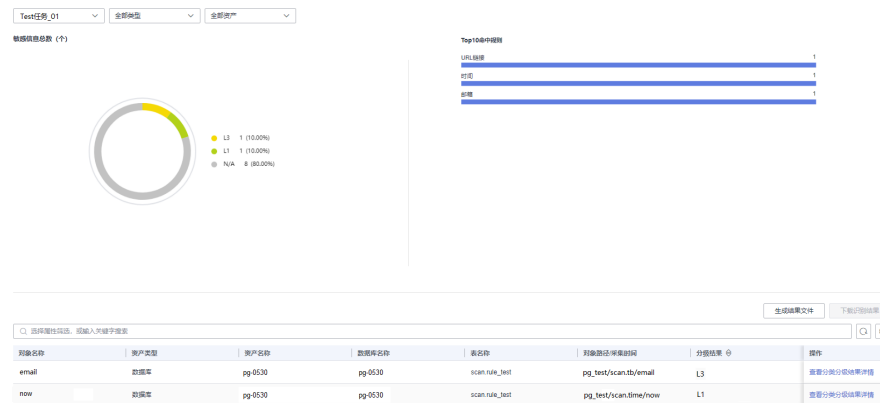 Test任务_01 全部类型 全部资产
敏感信息总数（个）
L3 1 (10.00%)
L1 1 (10.00%)
N/A 8 (80.00%)
Top10命中规则
URL链接 1
时间 1
邮箱 1
生成结果文件 下载识别结果
选择属性筛选，或输入关键字搜索
对象名称 资产类型 资产名称 数据库名称 表名称 对象路径/采集时间 分级结果 操作
email 数据库 pg-0530 pg-0530 scan.rule_test pg_test/scan.tb/email L3 查看分类分级结果详情
now 数据库 pg-0530 pg-0530 scan.rule_test pg_test/scan.time/now L1 查看分类分级结果详情